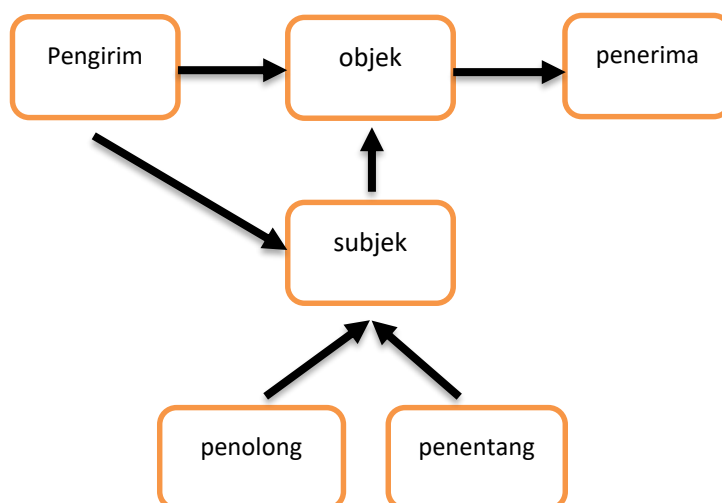 Pengirim
objek
penerima
subjek
penolong
penentang